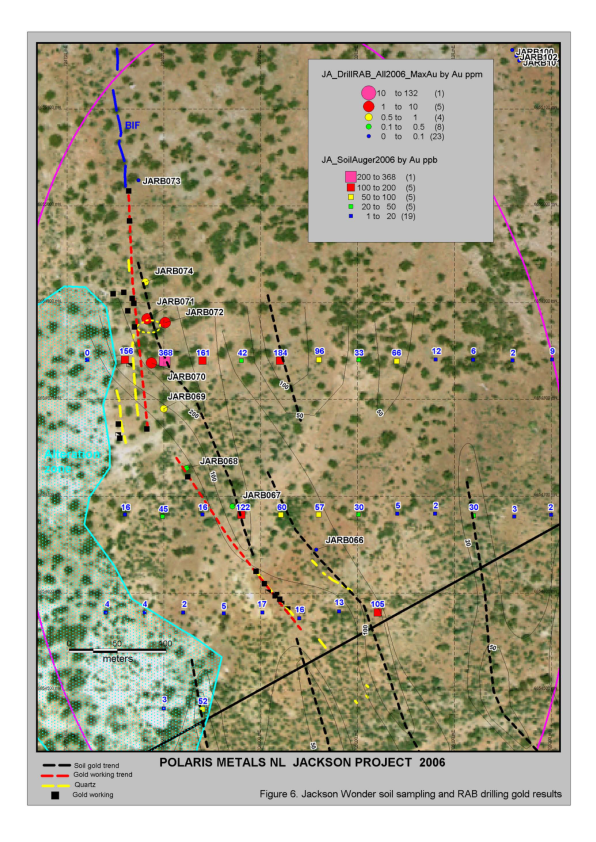 JARB100
JARB102
JARB101
JA_DrillRAB_All2006_MaxAu by Au ppm
10 to 132 (1)
1 to 10 (5)
0.5 to 1 (4)
0.1 to 0.5 (8)
0 to 0.1 (23)
JA_SoilAuger2006 by Au ppb
200 to 368 (1)
100 to 200 (5)
50 to 100 (5)
20 to 50 (5)
1 to 20 (19)
BIF
JARB073
JARB074
JARB071
JARB072
0 156 368 161 42 184 96 33 66 12 6 2 9
JARB070
JARB069
JARB068
Alteration
zone
JARB067
16 45 16 122 60 57 30 5 2 30 3 2
JARB066
4 4 2 5 17 16 13 105
0 50 100
meters
3 52
POLARIS METALS NL JACKSON PROJECT 2006
Soil gold trend
Gold working trend
Quartz
Gold working
Figure 6. Jackson Wonder soil sampling and RAB drilling gold results